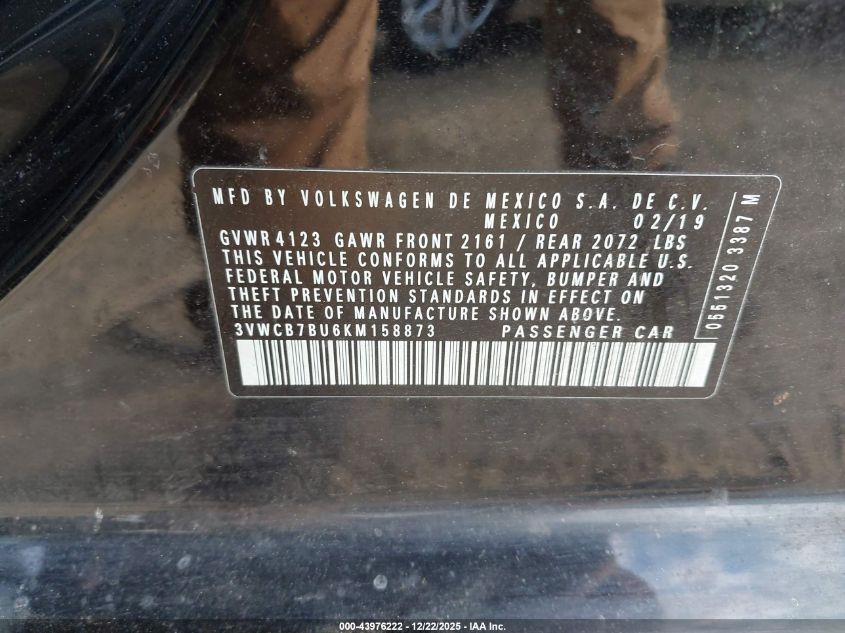 MFD BY VOLKSWAGEN DE MEXICO S.A. DE C.V.
MEXICO 02/19
GVWR 4123 GAWR FRONT 2161 / REAR 2072 LBS
THIS VEHICLE CONFORMS TO ALL APPLICABLE U.S.
FEDERAL MOTOR VEHICLE SAFETY, BUMPER AND
THEFT PREVENTION STANDARDS IN EFFECT ON
THE DATE OF MANUFACTURE SHOWN ABOVE.
3VWCB7BU6KM158873 PASSENGER CAR
0551320 3387 M
000-43976222 - 12/22/2025 - IAA Inc.